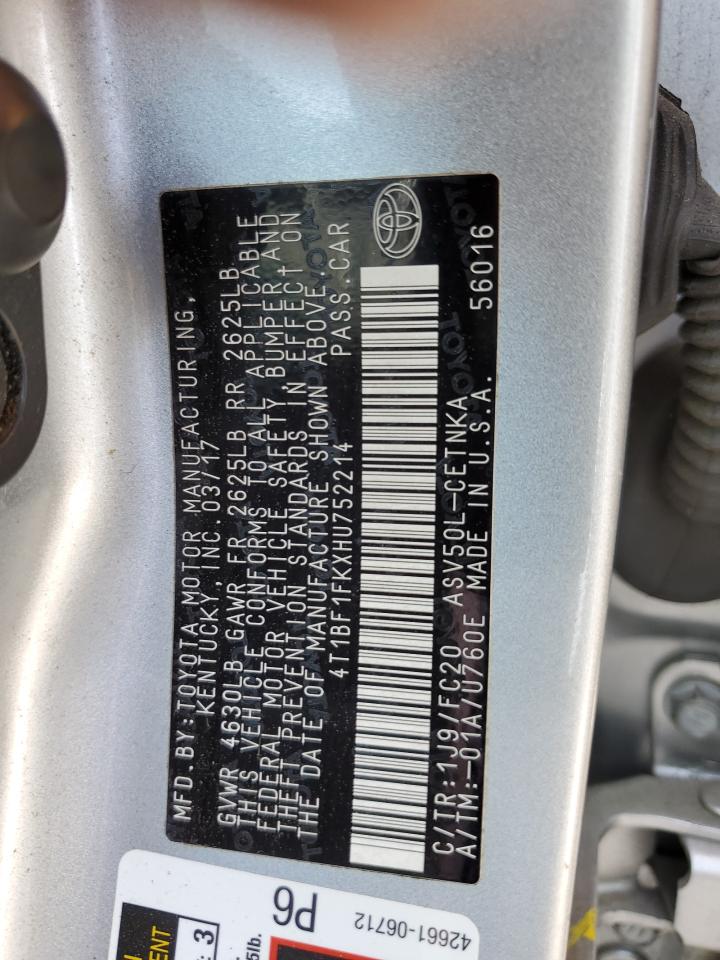 MFD.BY:TOYOTA MOTOR MANUFACTURING,
KENTUCKY, INC.03/17
GVWR 4630LB GAWR FR 2625LB RR 2625LB
THIS VEHICLE CONFORMS TO ALL APPLICABLE
FEDERAL MOTOR VEHICLE SAFETY, BUMPER AND
THEFT PREVENTION STANDARDS IN EFFECT ON
THE DATE OF MANUFACTURE SHOWN ABOVE.
4T1BF1FKXHU752214 PASS.CAR
C/TR:1J9/FC20 ASV50L-CETNKA
A/TM:-01A/U760E MADE IN U.S.A. 56016
P6
42661-06712
3
5lb.